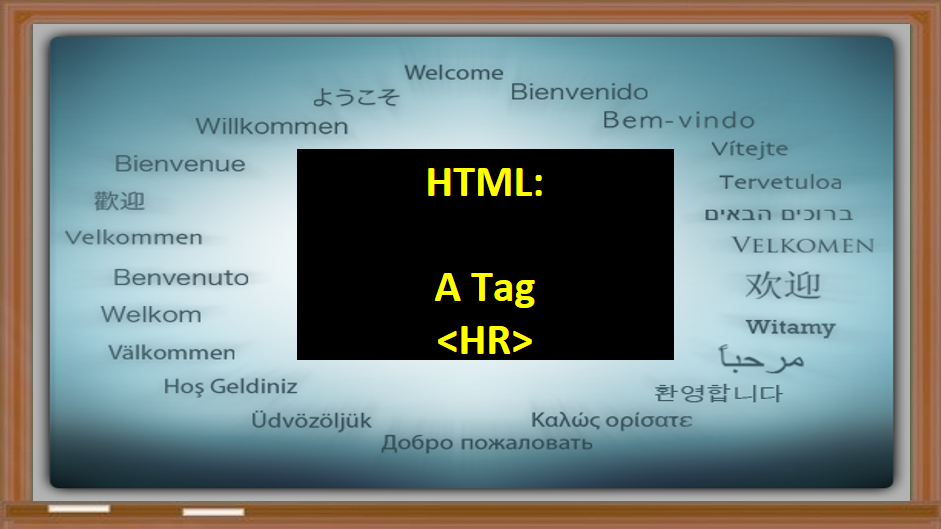 Welcome
ようこそ
Bienvenido
Willkommen
Bem-vindo
Bienvenue
Vítejte
歡迎
Tervetuloa
ברוכים הבאים
Velkommen
VELKOMEN
Benvenuto
欢迎
Welkom
Witamy
Välkommen
مرحباً
Hoş Geldiniz
환영합니다
Üdvözöljük
Καλώς ορίσατε
Добро пожаловать
HTML:
A Tag
<HR>